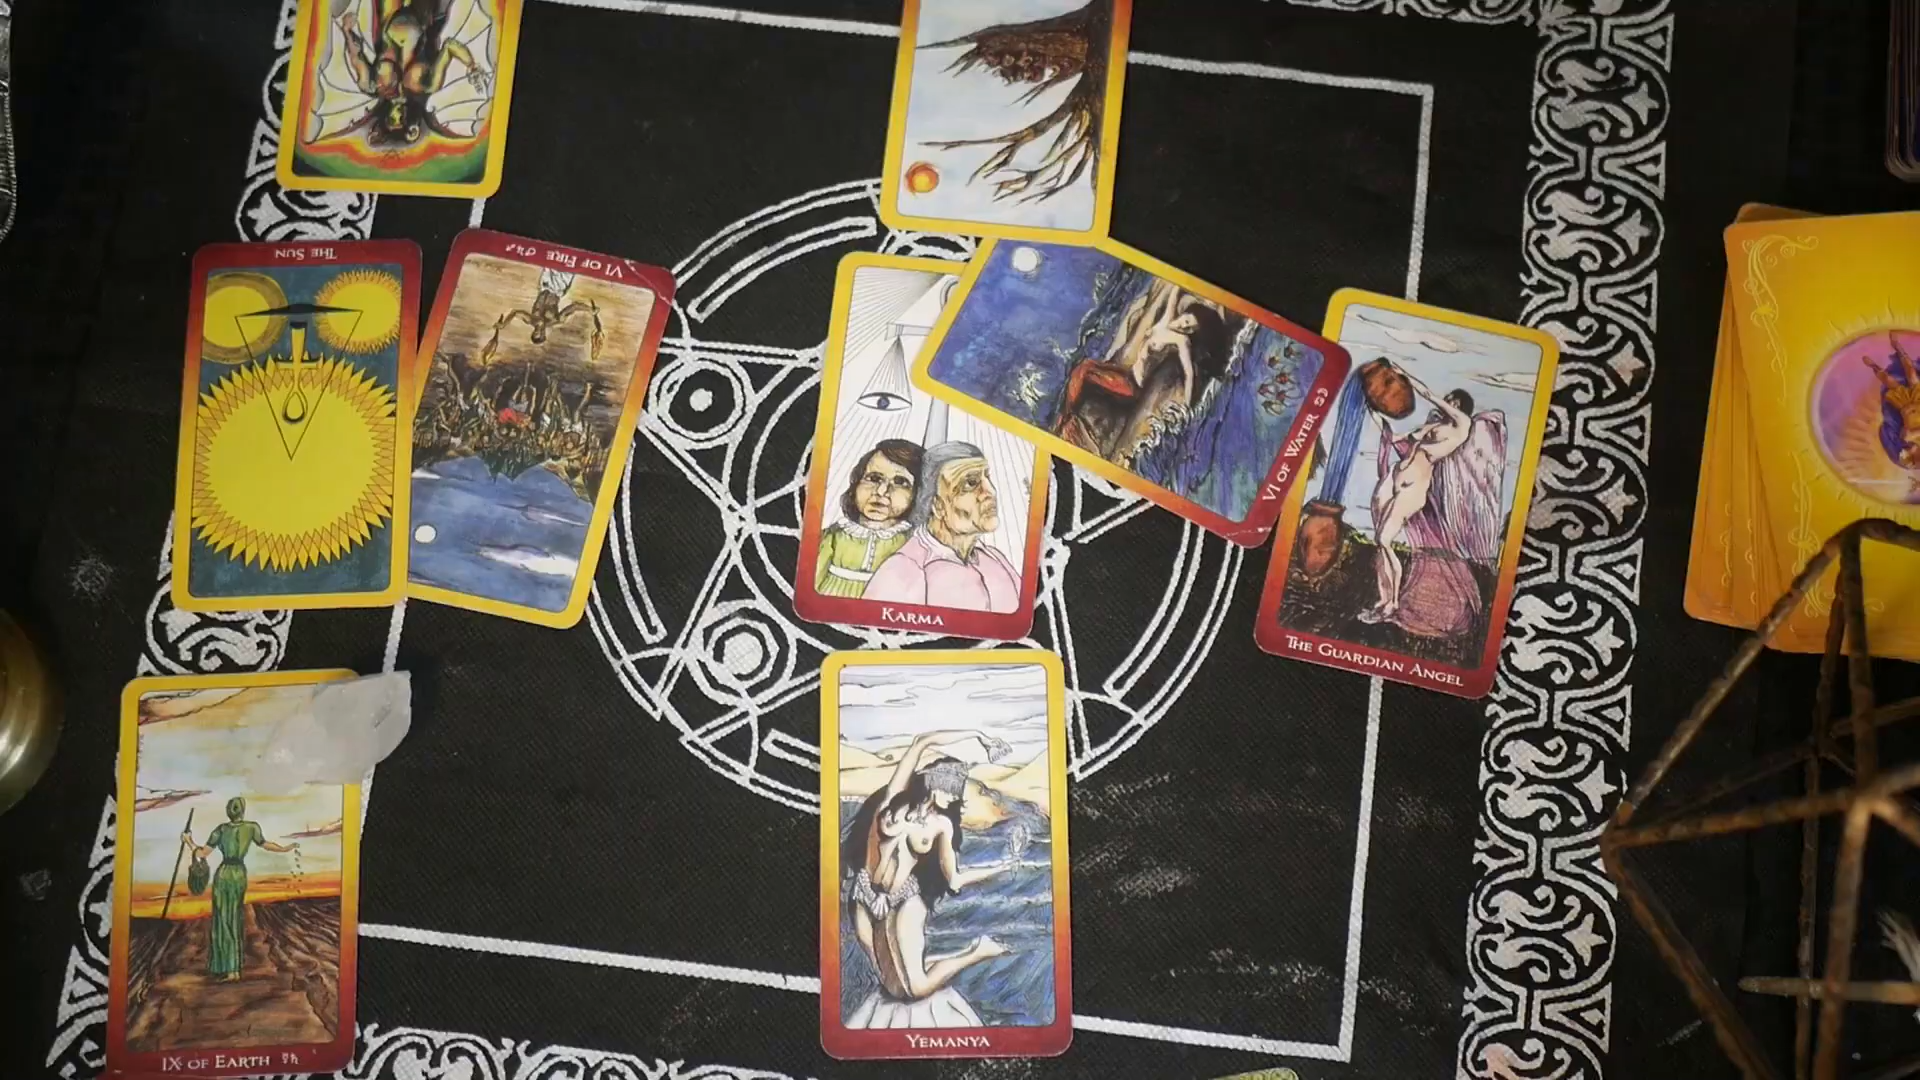 THE SUN
VI OF FIRE
VI OF WATER
KARMA
THE GUARDIAN ANGEL
YEMANYA
IX OF EARTH